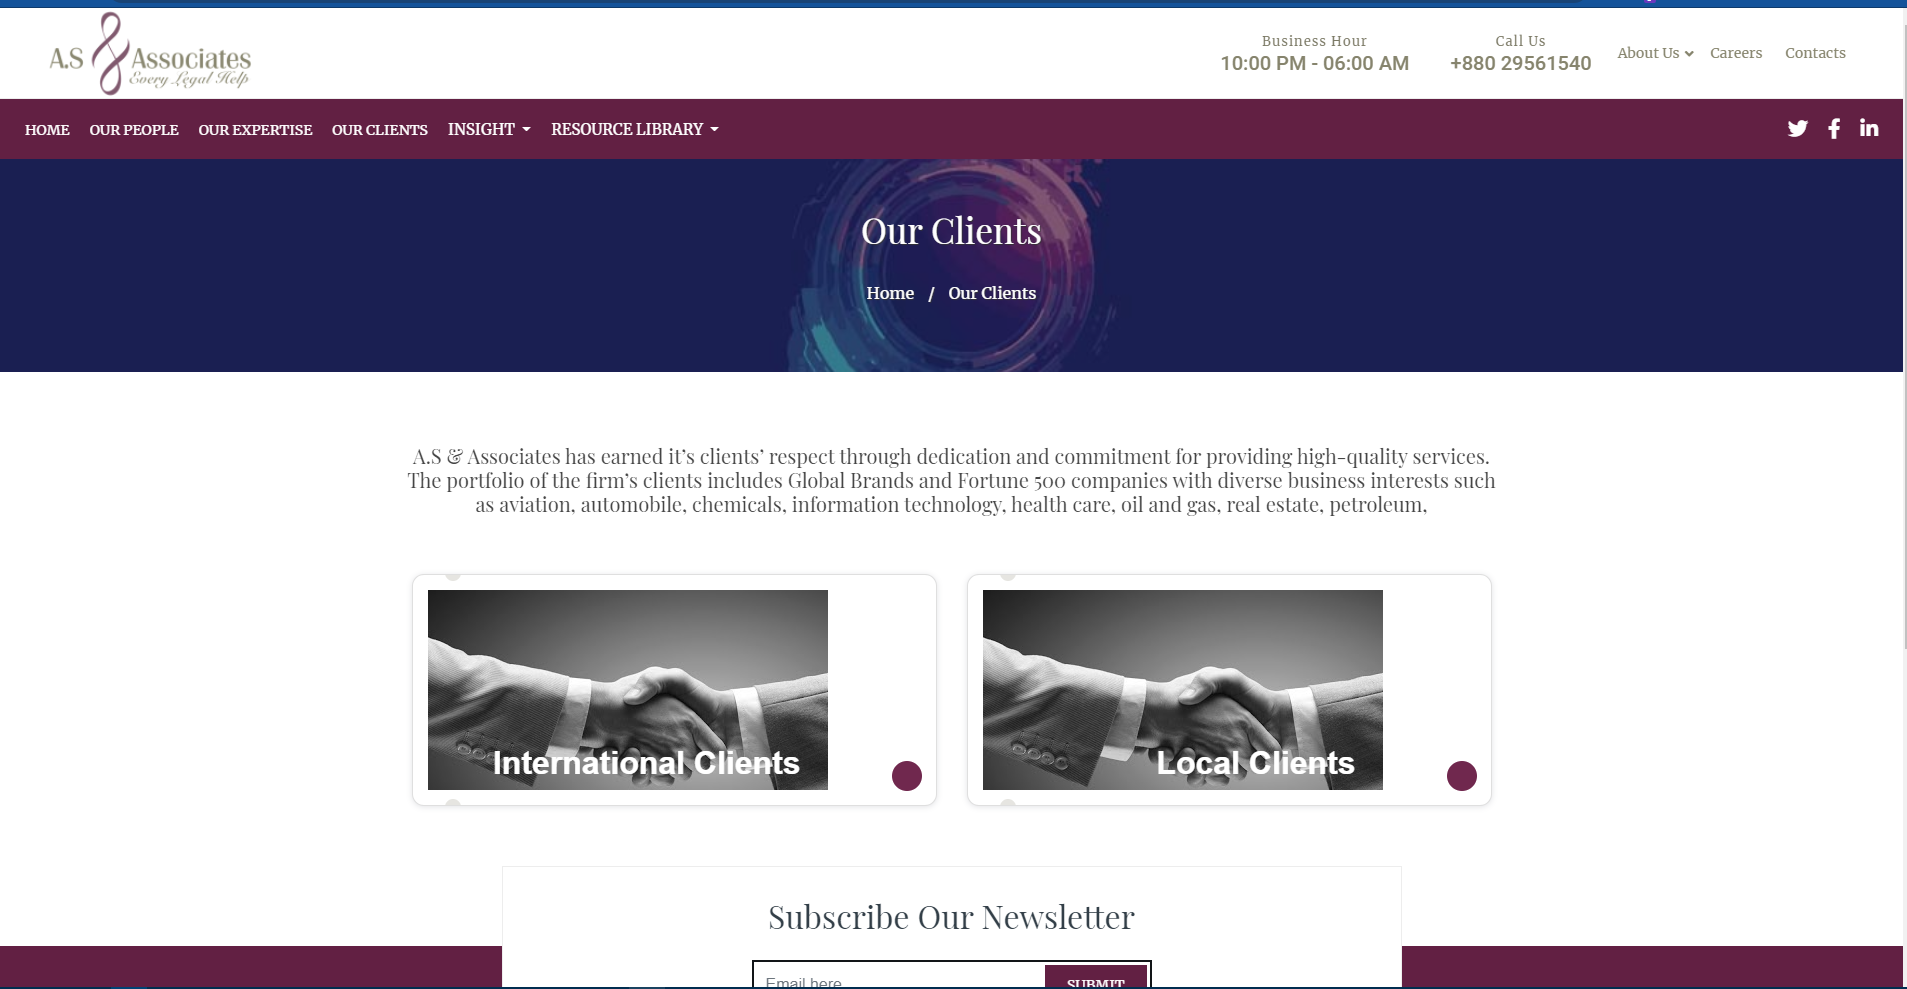 A.S & Associates
Every Legal Help
Business Hour
10:00 PM - 06:00 AM
Call Us
+880 29561540
About Us
Careers
Contacts
HOME
OUR PEOPLE
OUR EXPERTISE
OUR CLIENTS
INSIGHT
RESOURCE LIBRARY
Our Clients
Home / Our Clients
A.S & Associates has earned it’s clients’ respect through dedication and commitment for providing high-quality services.
The portfolio of the firm’s clients includes Global Brands and Fortune 500 companies with diverse business interests such
as aviation, automobile, chemicals, information technology, health care, oil and gas, real estate, petroleum,
International Clients
Local Clients
Subscribe Our Newsletter
Email here
SUBMIT